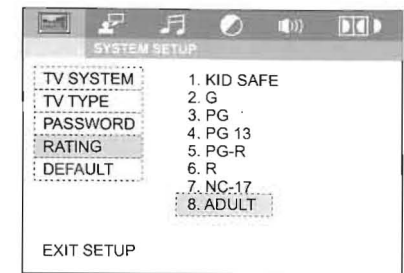 SYSTEM SETUP
TV SYSTEM
TV TYPE
PASSWORD
RATING
DEFAULT
1. KID SAFE
2. G
3. PG
4. PG 13
5. PG-R
6. R
7. NC-17
8. ADULT
EXIT SETUP